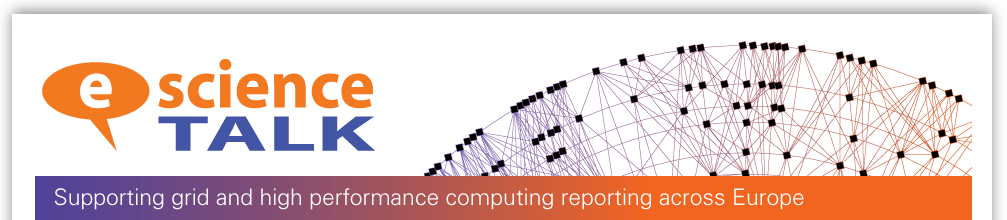 e science
TALK
Supporting grid and high performance computing reporting across Europe